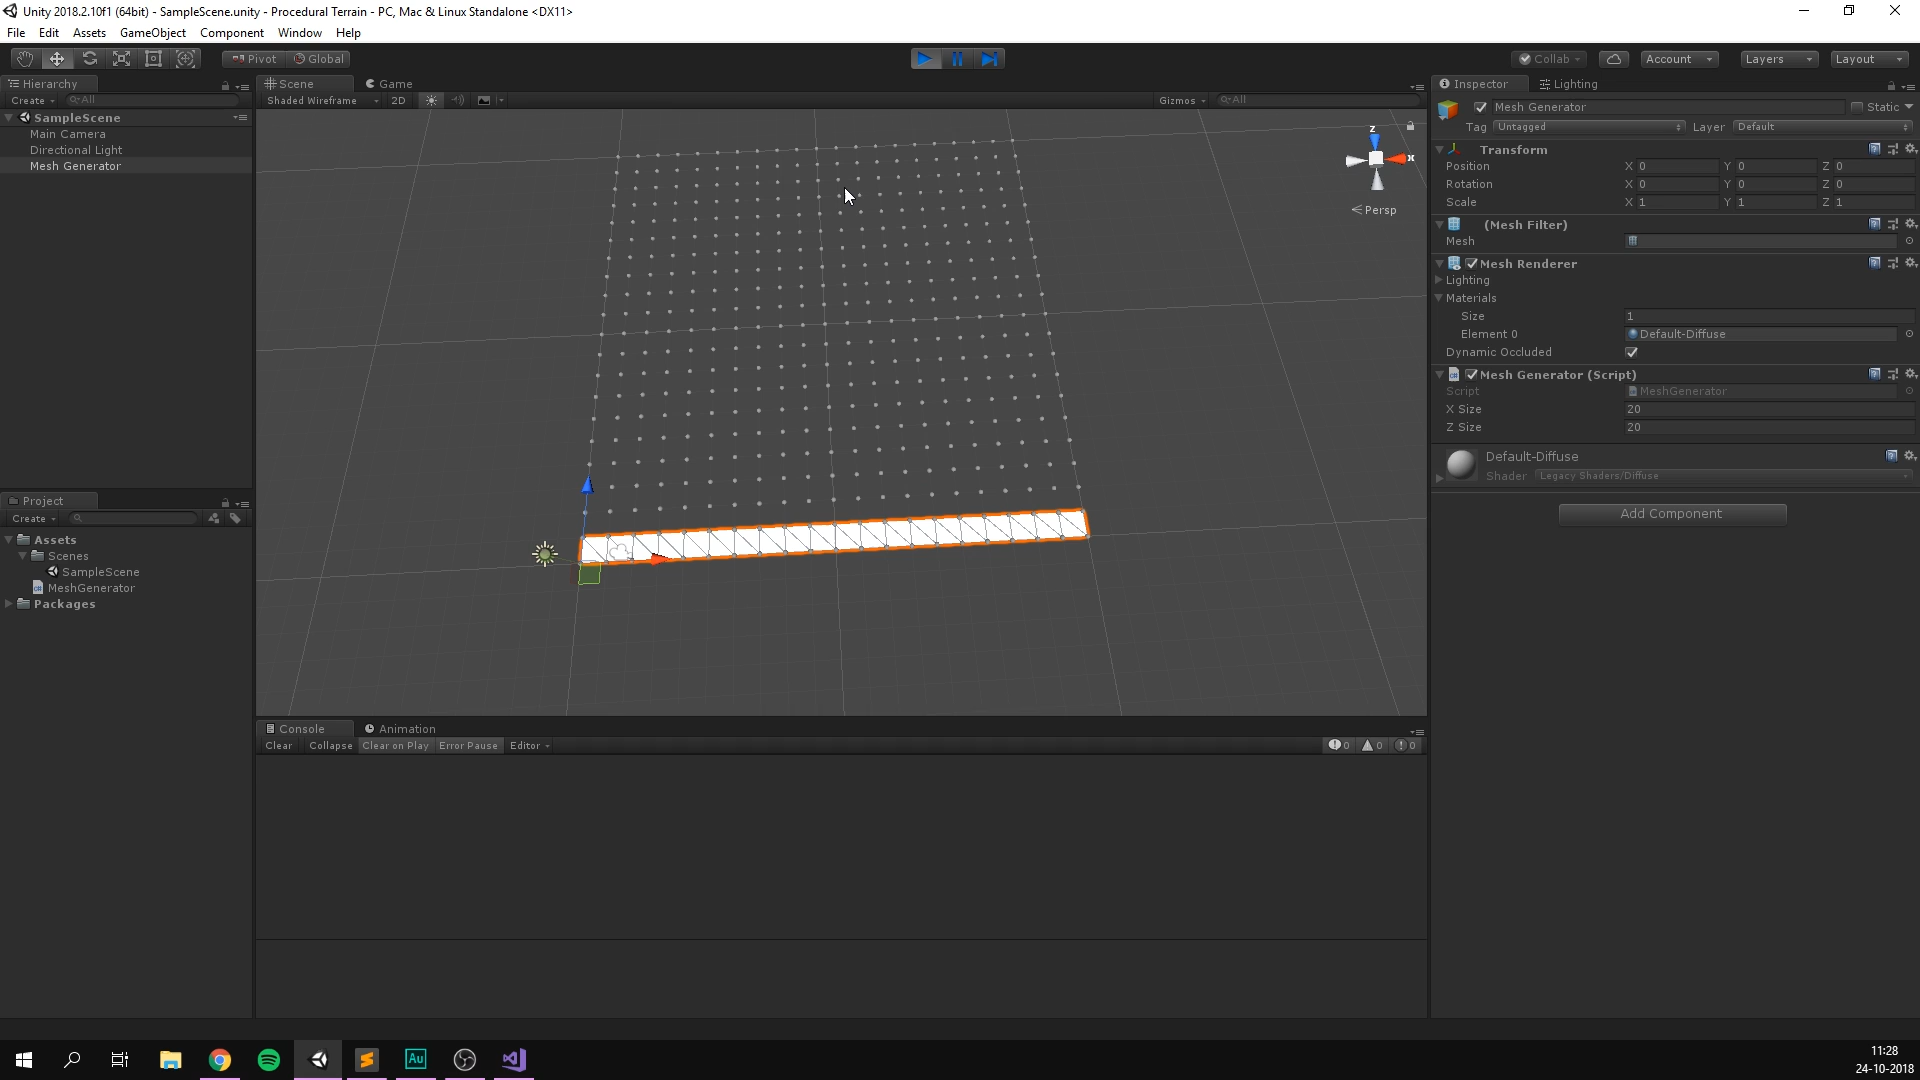 Unity 2018.2.10f1 (64bit) - SampleScene.unity - Procedural Terrain - PC, Mac & Linux Standalone <DX11>
File Edit Assets GameObject Component Window Help
Pivot Global Collab Account Layers Layout
Hierarchy
Create All
SampleScene
Main Camera
Directional Light
Mesh Generator
Project
Create
Assets
Scenes
SampleScene
MeshGenerator
Packages
Scene Game
Shaded Wireframe 2D Gizmos All
z
x
Persp
Console Animation
Clear Collapse Clear on Play Error Pause Editor 0 0 0
Inspector Lighting
Mesh Generator Static
Tag Untagged Layer Default
Transform
Position X 0 Y 0 Z 0
Rotation X 0 Y 0 Z 0
Scale X 1 Y 1 Z 1
(Mesh Filter)
Mesh
Mesh Renderer
Lighting
Materials
Size 1
Element 0 Default-Diffuse
Dynamic Occluded
Mesh Generator (Script)
Script MeshGenerator
X Size 20
Z Size 20
Default-Diffuse
Shader Legacy Shaders/Diffuse
Add Component
Au
11:28
24-10-2018